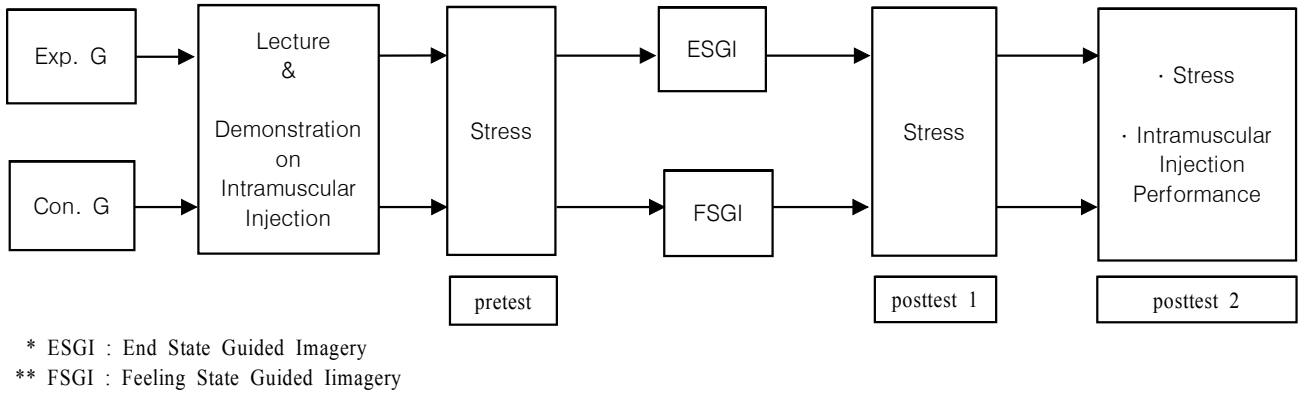 Exp. G
Con. G
Lecture
&
Demonstration
on
Intramuscular
Injection
Stress
pretest
ESGI
FSGI
Stress
posttest 1
· Stress
· Intramuscular
Injection
Performance
posttest 2
* ESGI : End State Guided Imagery
** FSGI : Feeling State Guided Iimagery